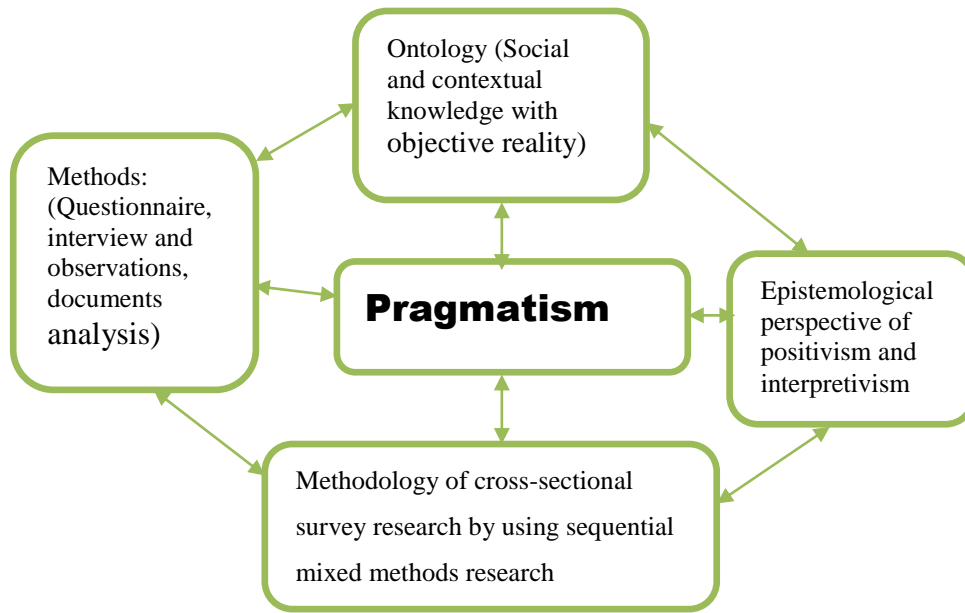 Ontology (Social
and contextual
knowledge with
objective reality)
Methods:
(Questionnaire,
interview and
observations,
documents
analysis)
Pragmatism
Epistemological
perspective of
positivism and
interpretivism
Methodology of cross-sectional
survey research by using sequential
mixed methods research